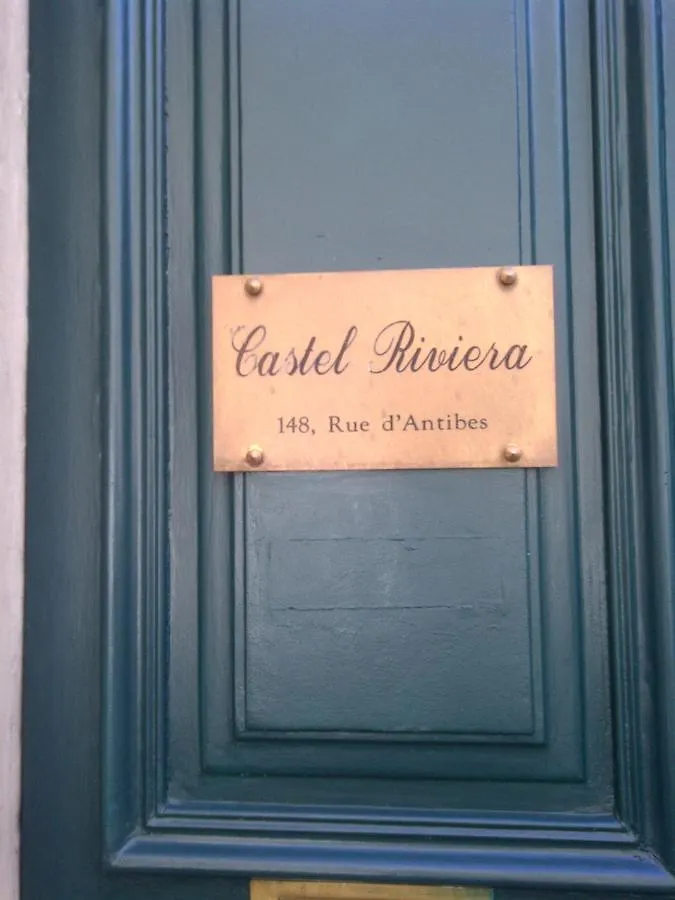 Castel Riviera
148, Rue d'Antibes